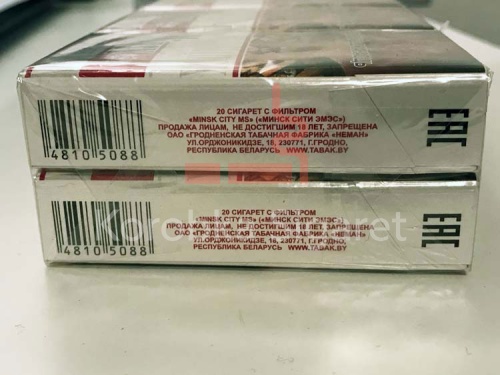 20 СИГАРЕТ С ФИЛЬТРОМ
«MINSK CITY MS» («МИНСК СИТИ ЭМЭС»)
ПРОДАЖА ЛИЦАМ, НЕ ДОСТИГШИМ 18 ЛЕТ, ЗАПРЕЩЕНА
ОАО «ГРОДНЕНСКАЯ ТАБАЧНАЯ ФАБРИКА «НЕМАН»
УЛ.ОРДЖОНИКИДЗЕ, 18, 230771, Г.ГРОДНО,
РЕСПУБЛИКА БЕЛАРУСЬ WWW.TABAK.BY
4810 5088
EAC
20 СИГАРЕТ С ФИЛЬТРОМ
«MINSK CITY MS» («МИНСК СИТИ ЭМЭС»)
ПРОДАЖА ЛИЦАМ, НЕ ДОСТИГШИМ 18 ЛЕТ, ЗАПРЕЩЕНА
ОАО «ГРОДНЕНСКАЯ ТАБАЧНАЯ ФАБРИКА «НЕМАН»
УЛ.ОРДЖОНИКИДЗЕ, 18, 230771, Г.ГРОДНО,
РЕСПУБЛИКА БЕЛАРУСЬ WWW.TABAK.BY
4810 5088
EAC